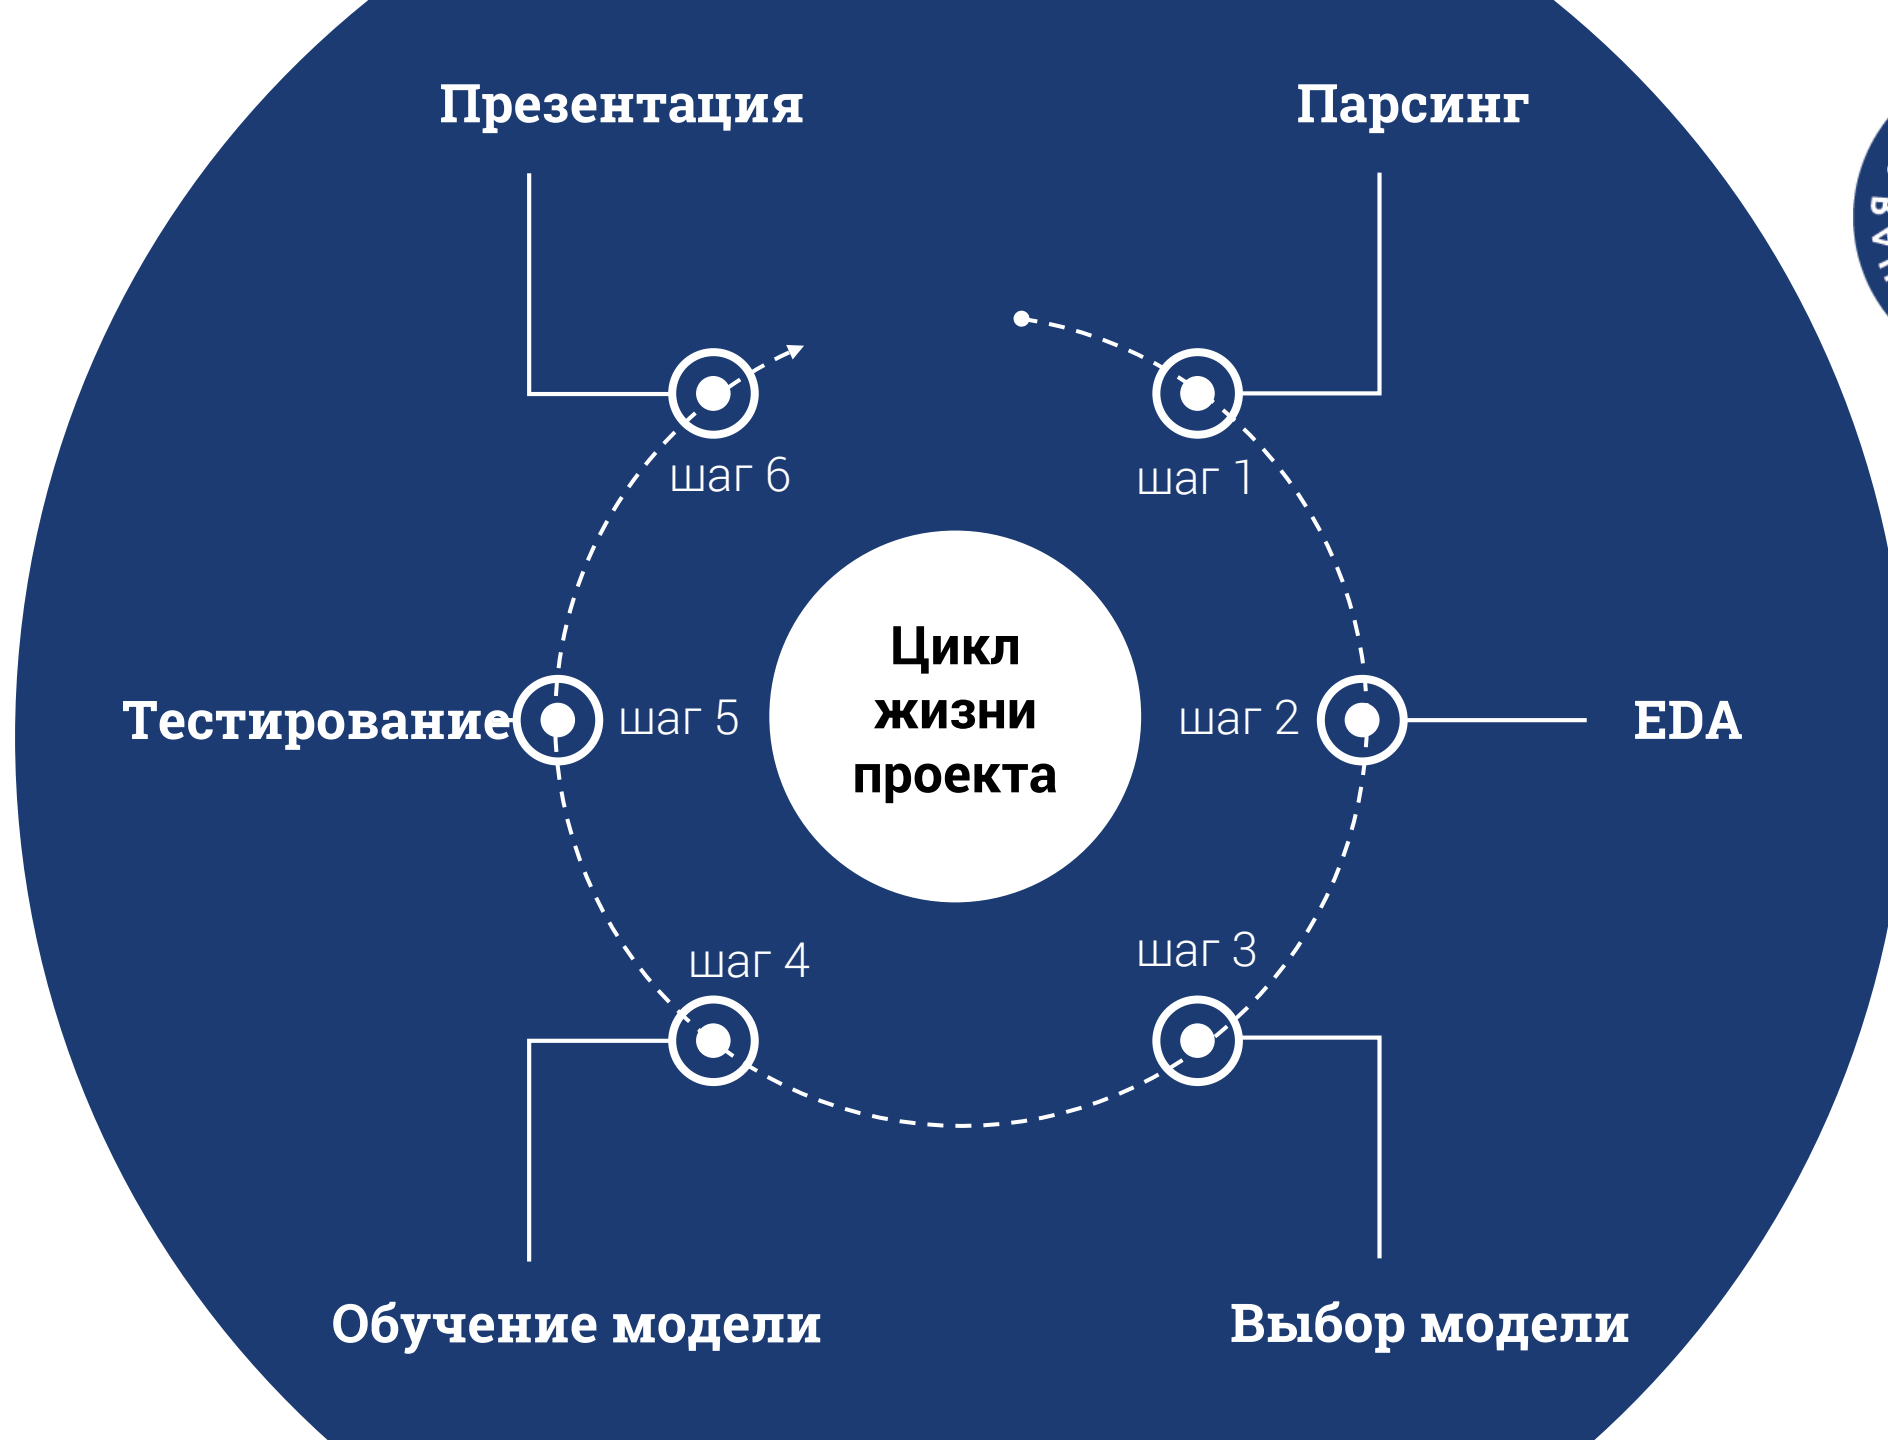 Презентация
Парсинг
шаг 6
шаг 1
Цикл
жизни
проекта
Тестирование
шаг 5
шаг 2
EDA
шаг 4
шаг 3
Обучение модели
Выбор модели